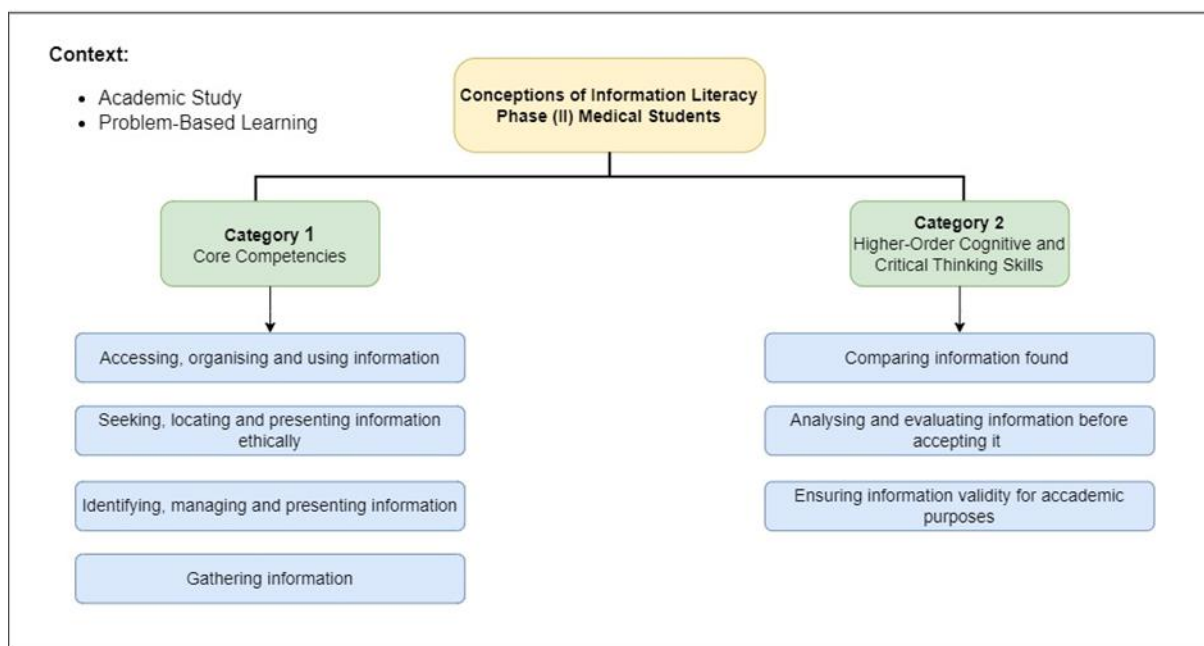 Context:
• Academic Study
• Problem-Based Learning
Conceptions of Information Literacy
Phase (II) Medical Students
Category 1
Core Competencies
Accessing, organising and using information
Seeking, locating and presenting information
ethically
Identifying, managing and presenting information
Gathering information
Category 2
Higher-Order Cognitive and
Critical Thinking Skills
Comparing information found
Analysing and evaluating information before
accepting it
Ensuring information validity for accademic
purposes